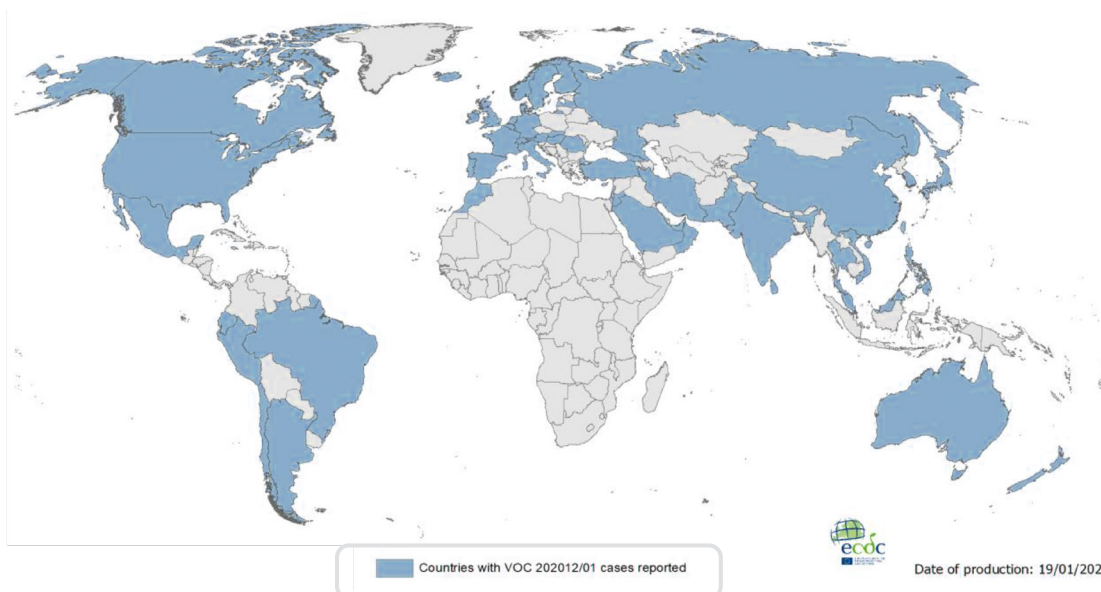 ecdc
Countries with VOC 202012/01 cases reported
Date of production: 19/01/202